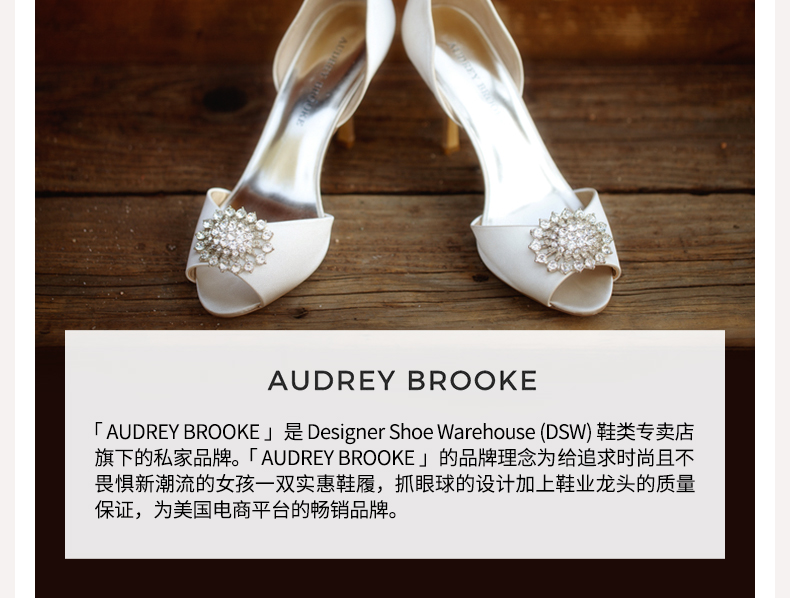 AUDREY BROOKE
AUDREY BROOKE
AUDREY BROOKE
「 AUDREY BROOKE 」是 Designer Shoe Warehouse (DSW) 鞋类专卖店
旗下的私家品牌。「 AUDREY BROOKE 」的品牌理念为给追求时尚且不
畏惧新潮流的女孩一双实惠鞋履，抓眼球的设计加上鞋业龙头的质量
保证，为美国电商平台的畅销品牌。